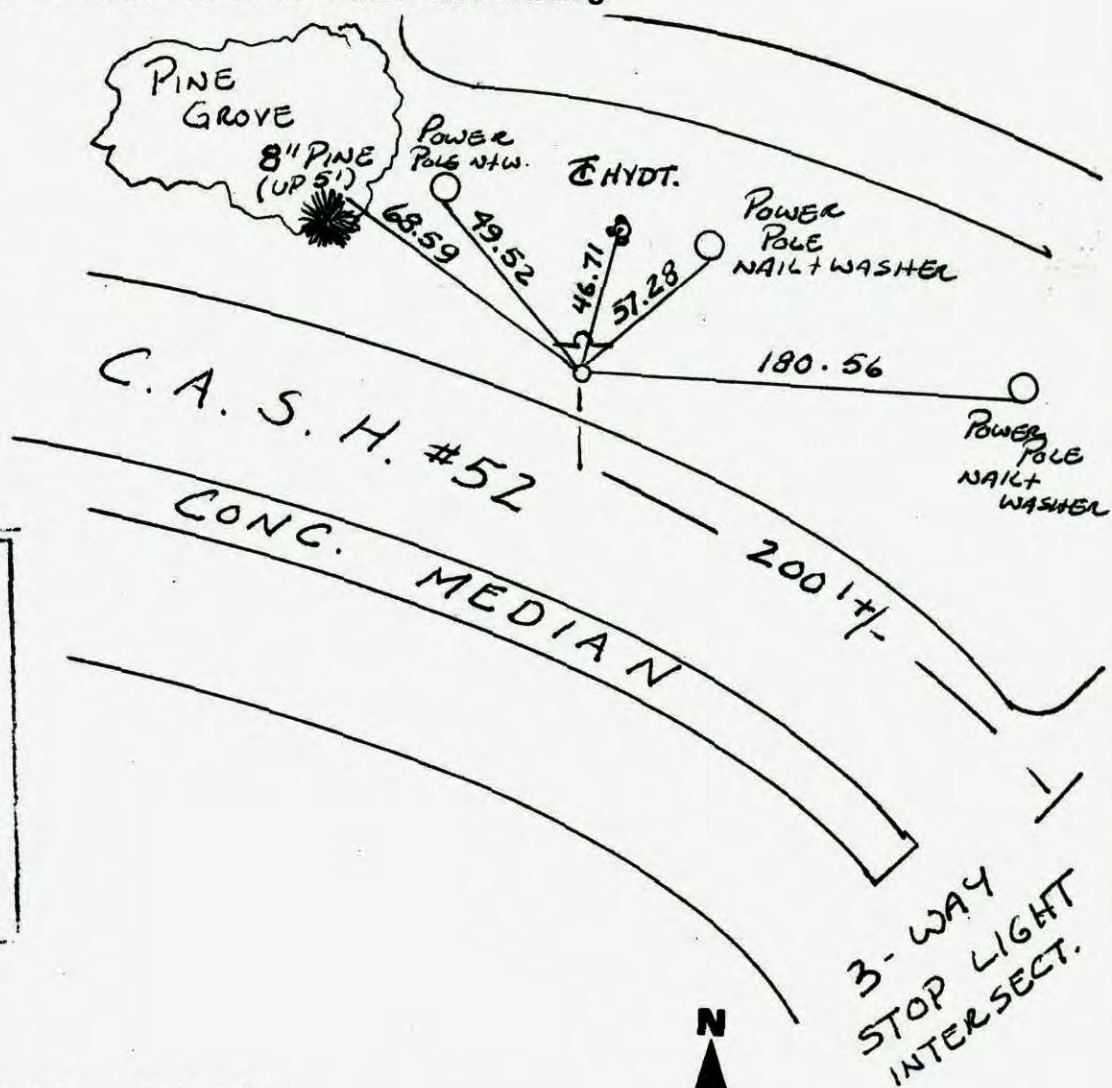 PINE
GROVE
8" PINE
(UP 5')
POWER
POLE N+W.
℄ HYDT.
POWER
POLE
NAIL + WASHER
68.59
49.52
46.71
57.28
180.56
POWER
POLE
NAIL +
WASHER
C. A. S. H. #52
CONC. MEDIAN
200'+/-
3-WAY
STOP LIGHT
INTERSECT.
N